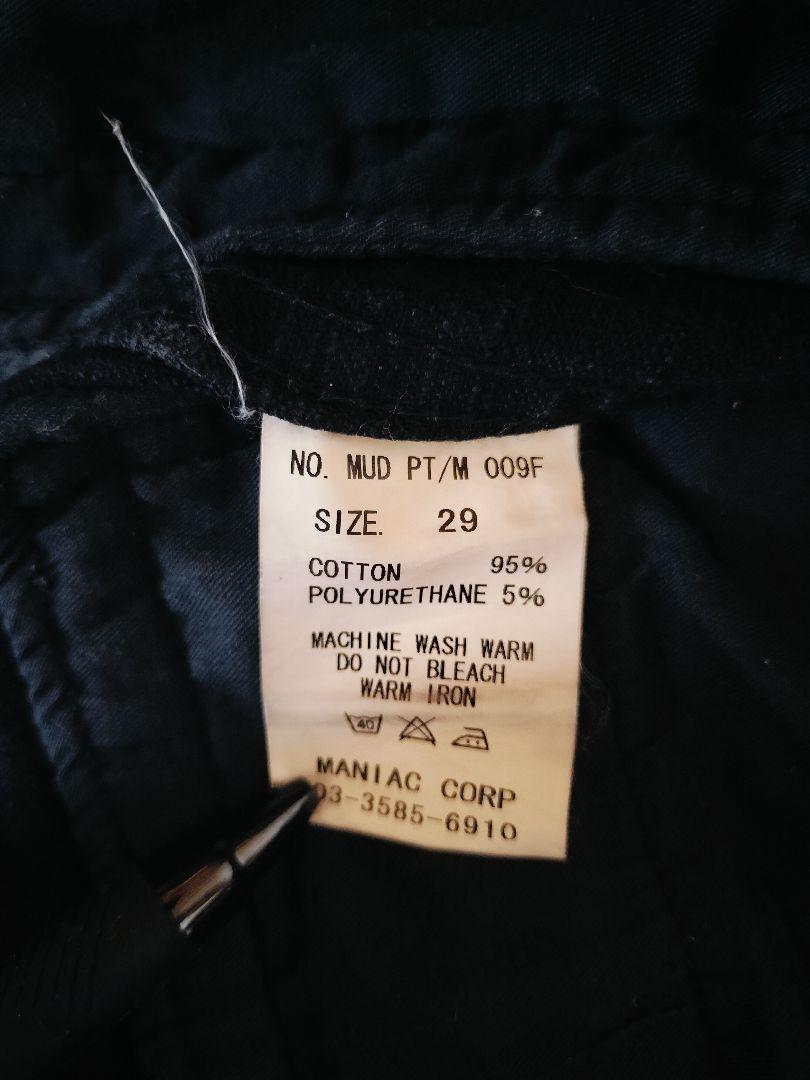 NO. MUD PT/M 009F
SIZE. 29
COTTON 95%
POLYURETHANE 5%
MACHINE WASH WARM
DO NOT BLEACH
WARM IRON
40
MANIAC CORP
03-3585-6910